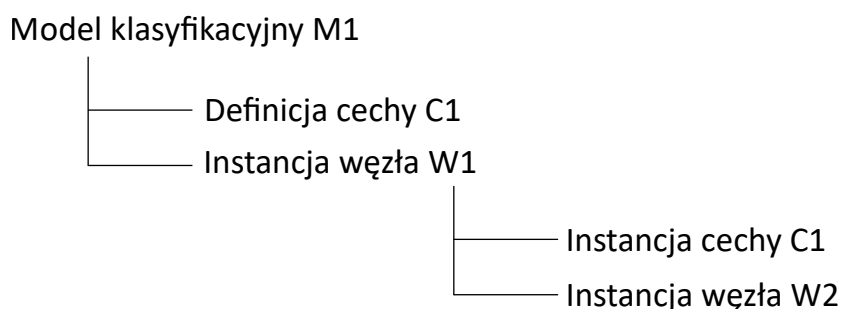 Model klasyfikacyjny M1
Definicja cechy C1
Instancja węzła W1
Instancja cechy C1
Instancja węzła W2